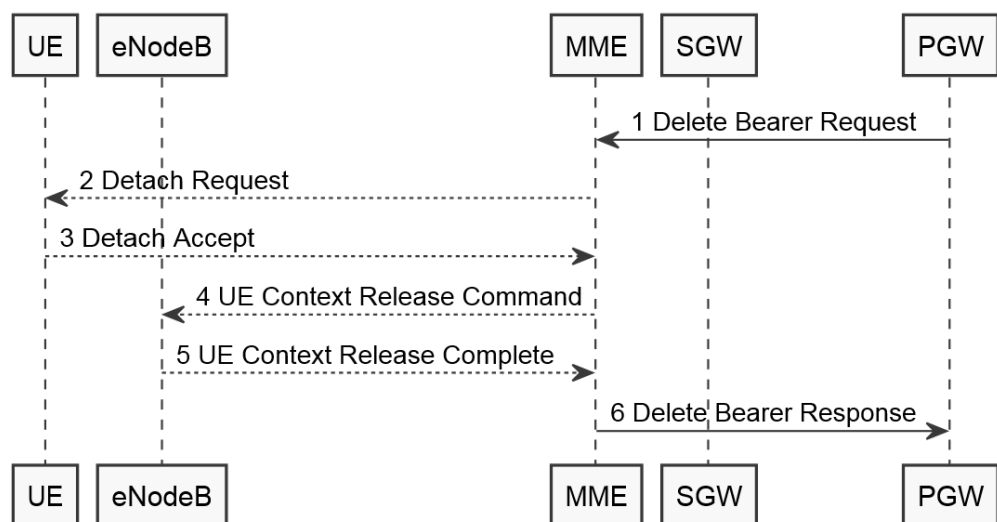 UE eNodeB MME SGW PGW
1 Delete Bearer Request
2 Detach Request
3 Detach Accept
4 UE Context Release Command
5 UE Context Release Complete
6 Delete Bearer Response
UE eNodeB MME SGW PGW